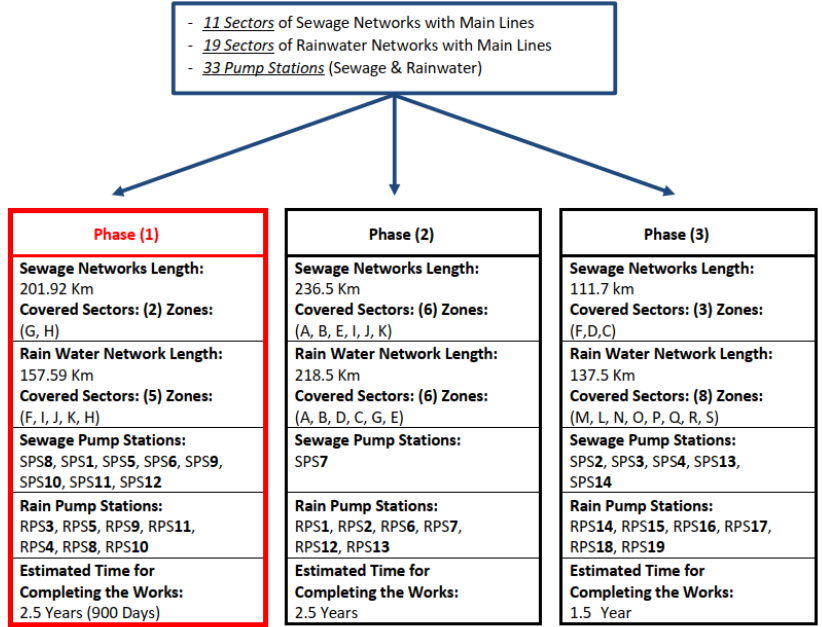 - 11 Sectors of Sewage Networks with Main Lines
- 19 Sectors of Rainwater Networks with Main Lines
- 33 Pump Stations (Sewage & Rainwater)
Phase (1)
Sewage Networks Length:
201.92 Km
Covered Sectors: (2) Zones:
(G, H)
Rain Water Network Length:
157.59 Km
Covered Sectors: (5) Zones:
(F, I, J, K, H)
Sewage Pump Stations:
SPS8, SPS1, SPS5, SPS6, SPS9,
SPS10, SPS11, SPS12
Rain Pump Stations:
RPS3, RPS5, RPS9, RPS11,
RPS4, RPS8, RPS10
Estimated Time for
Completing the Works:
2.5 Years (900 Days)
Phase (2)
Sewage Networks Length:
236.5 Km
Covered Sectors: (6) Zones:
(A, B, E, I, J, K)
Rain Water Network Length:
218.5 Km
Covered Sectors: (6) Zones:
(A, B, D, C, G, E)
Sewage Pump Stations:
SPS7
Rain Pump Stations:
RPS1, RPS2, RPS6, RPS7,
RPS12, RPS13
Estimated Time for
Completing the Works:
2.5 Years
Phase (3)
Sewage Networks Length:
111.7 km
Covered Sectors: (3) Zones:
(F,D,C)
Rain Water Network Length:
137.5 Km
Covered Sectors: (8) Zones:
(M, L, N, O, P, Q, R, S)
Sewage Pump Stations:
SPS2, SPS3, SPS4, SPS13,
SPS14
Rain Pump Stations:
RPS14, RPS15, RPS16, RPS17,
RPS18, RPS19
Estimated Time for
Completing the Works:
1.5 Year